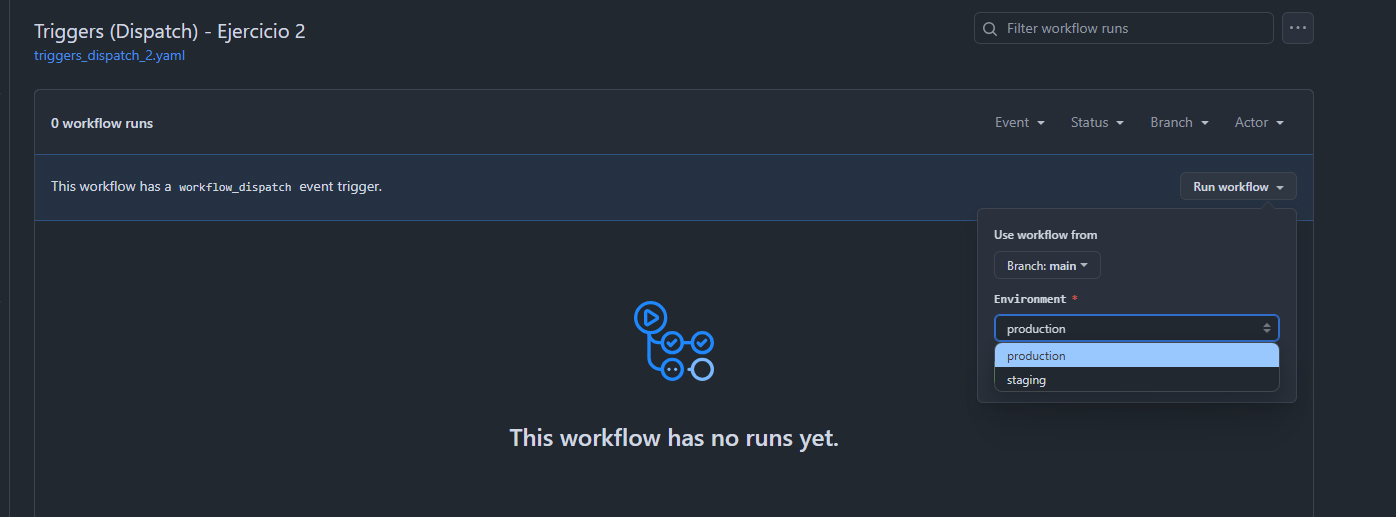 Triggers (Dispatch) - Ejercicio 2
Filter workflow runs
triggers_dispatch_2.yaml
0 workflow runs
Event
Status
Branch
Actor
This workflow has a workflow_dispatch event trigger.
Run workflow
Use workflow from
Branch: main
Environment *
production
production
staging
This workflow has no runs yet.